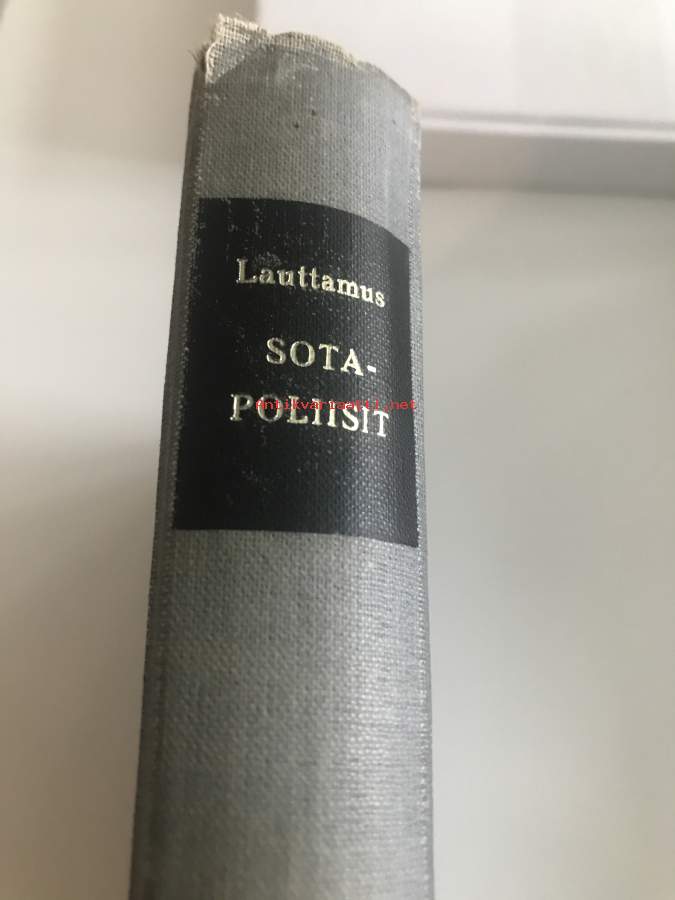 Lauttamus
SOTA-
POLIISIT
Antikvariaatti.net